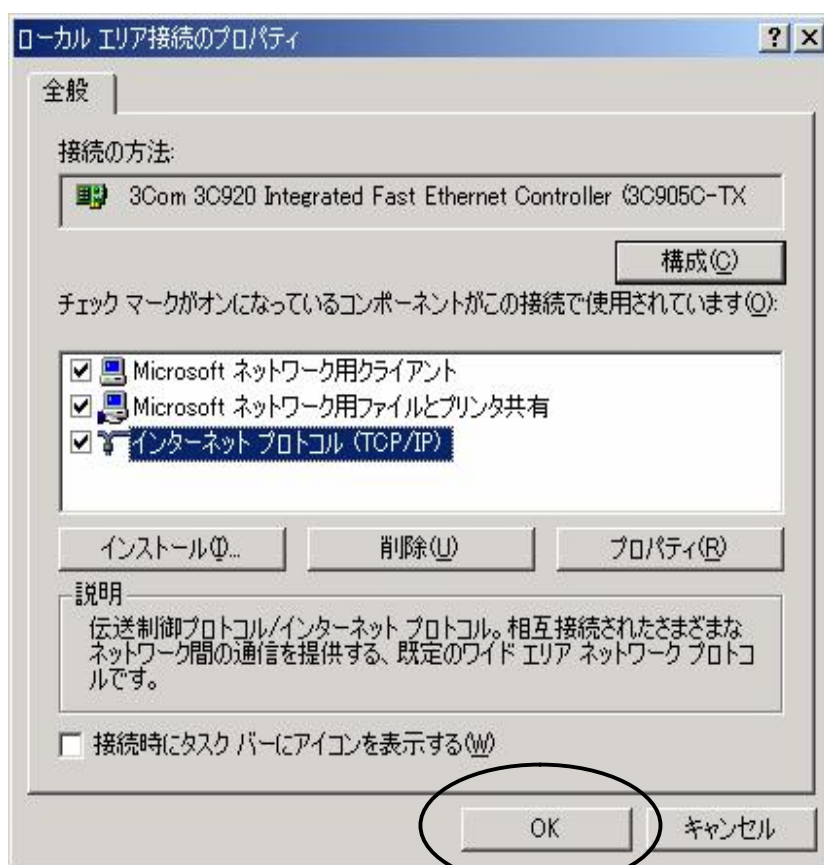 ローカル エリア接続のプロパティ
全般
接続の方法:
3Com 3C920 Integrated Fast Ethernet Controller (3C905C-TX
構成(C)
チェック マークがオンになっているコンポーネントがこの接続で使用されています(O):
Microsoft ネットワーク用クライアント
Microsoft ネットワーク用ファイルとプリンタ共有
インターネット プロトコル (TCP/IP)
インストール(I)... 削除(U) プロパティ(R)
説明
伝送制御プロトコル/インターネット プロトコル。相互接続されたさまざまな
ネットワーク間の通信を提供する、既定のワイド エリア ネットワーク プロトコ
ルです。
接続時にタスク バーにアイコンを表示する(W)
OK キャンセル